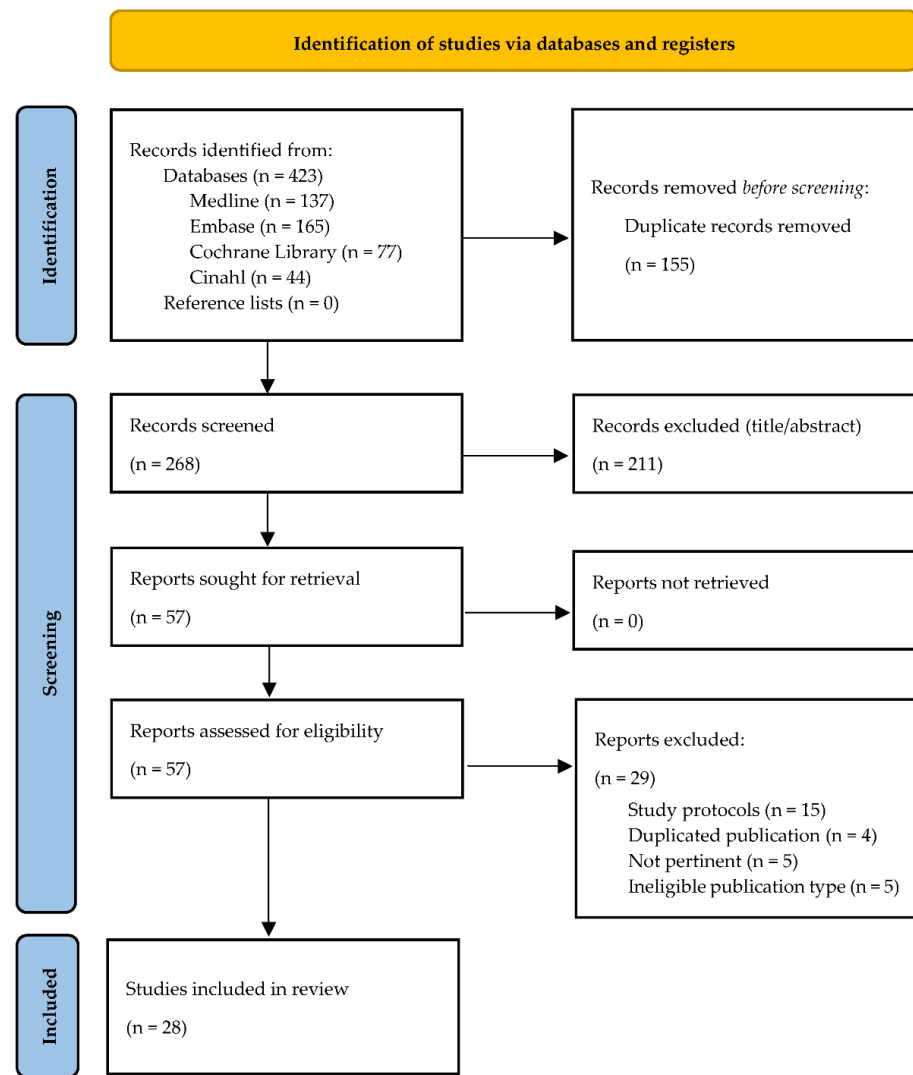 Identification of studies via databases and registers
Identification
Records identified from:
Databases (n = 423)
Medline (n = 137)
Embase (n = 165)
Cochrane Library (n = 77)
Cinahl (n = 44)
Reference lists (n = 0)
Records removed before screening:
Duplicate records removed
(n = 155)
Screening
Records screened
(n = 268)
Records excluded (title/abstract)
(n = 211)
Reports sought for retrieval
(n = 57)
Reports not retrieved
(n = 0)
Reports assessed for eligibility
(n = 57)
Reports excluded:
(n = 29)
Study protocols (n = 15)
Duplicated publication (n = 4)
Not pertinent (n = 5)
Ineligible publication type (n = 5)
Included
Studies included in review
(n = 28)